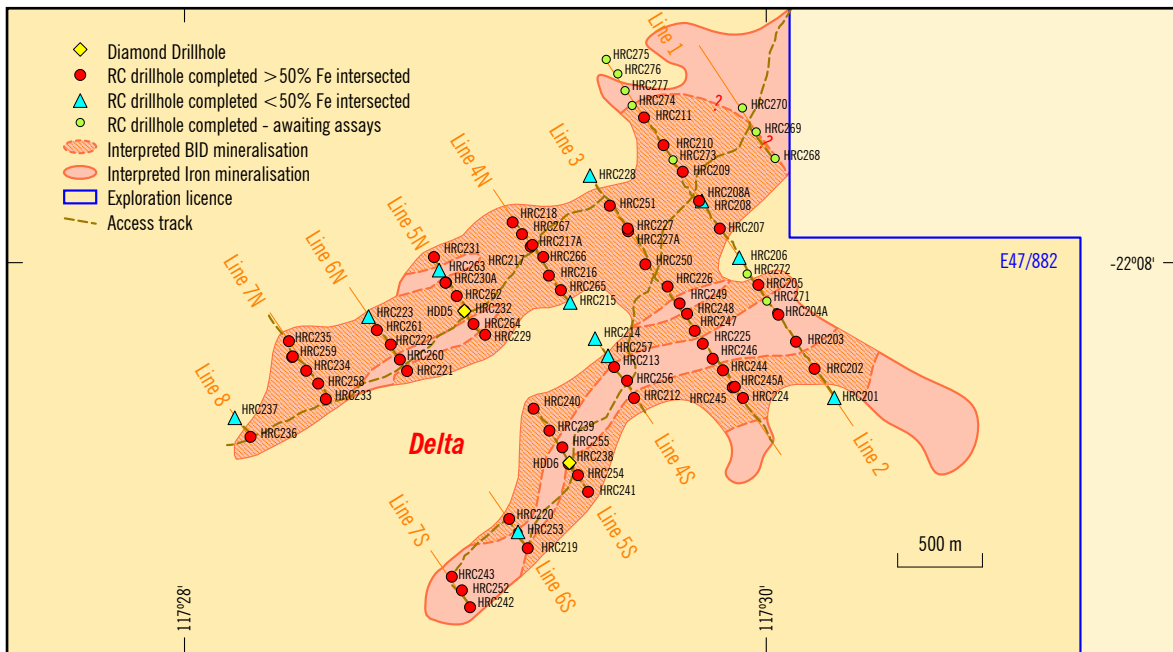 Diamond Drillhole
RC drillhole completed >50% Fe intersected
RC drillhole completed <50% Fe intersected
RC drillhole completed - awaiting assays
Interpreted BID mineralisation
Interpreted Iron mineralisation
Exploration licence
Access track
Line 1
HRC275
HRC276
HRC277
HRC274
HRC211
?
HRC270
HRC269
?
HRC268
HRC210
HRC273
HRC209
HRC208A
HRC208
HRC207
HRC206
HRC272
HRC205
HRC271
HRC204A
HRC203
HRC202
HRC201
Line 2
Line 3
HRC228
HRC251
HRC227
HRC227A
HRC250
HRC226
HRC249
HRC248
HRC247
HRC225
HRC246
HRC244
HRC245A
HRC245
HRC224
Line 4N
HRC218
HRC267
HRC217A
HRC217
HRC266
HRC216
HRC265
HRC215
HRC214
HRC257
HRC213
HRC256
HRC212
Line 4S
Line 5N
HRC231
HRC263
HRC230A
HRC262
HRC232
HDD5
HRC264
HRC229
HRC240
HRC239
HRC255
HRC238
HDD6
HRC254
HRC241
Line 5S
Line 6N
HRC223
HRC261
HRC222
HRC260
HRC221
HRC220
HRC253
HRC219
Line 6S
Line 7N
HRC235
HRC259
HRC234
HRC258
HRC233
Line 7S
HRC243
HRC252
HRC242
Line 8
HRC237
HRC236
Delta
E47/882
-22°08'
500 m
117°28'
117°30'